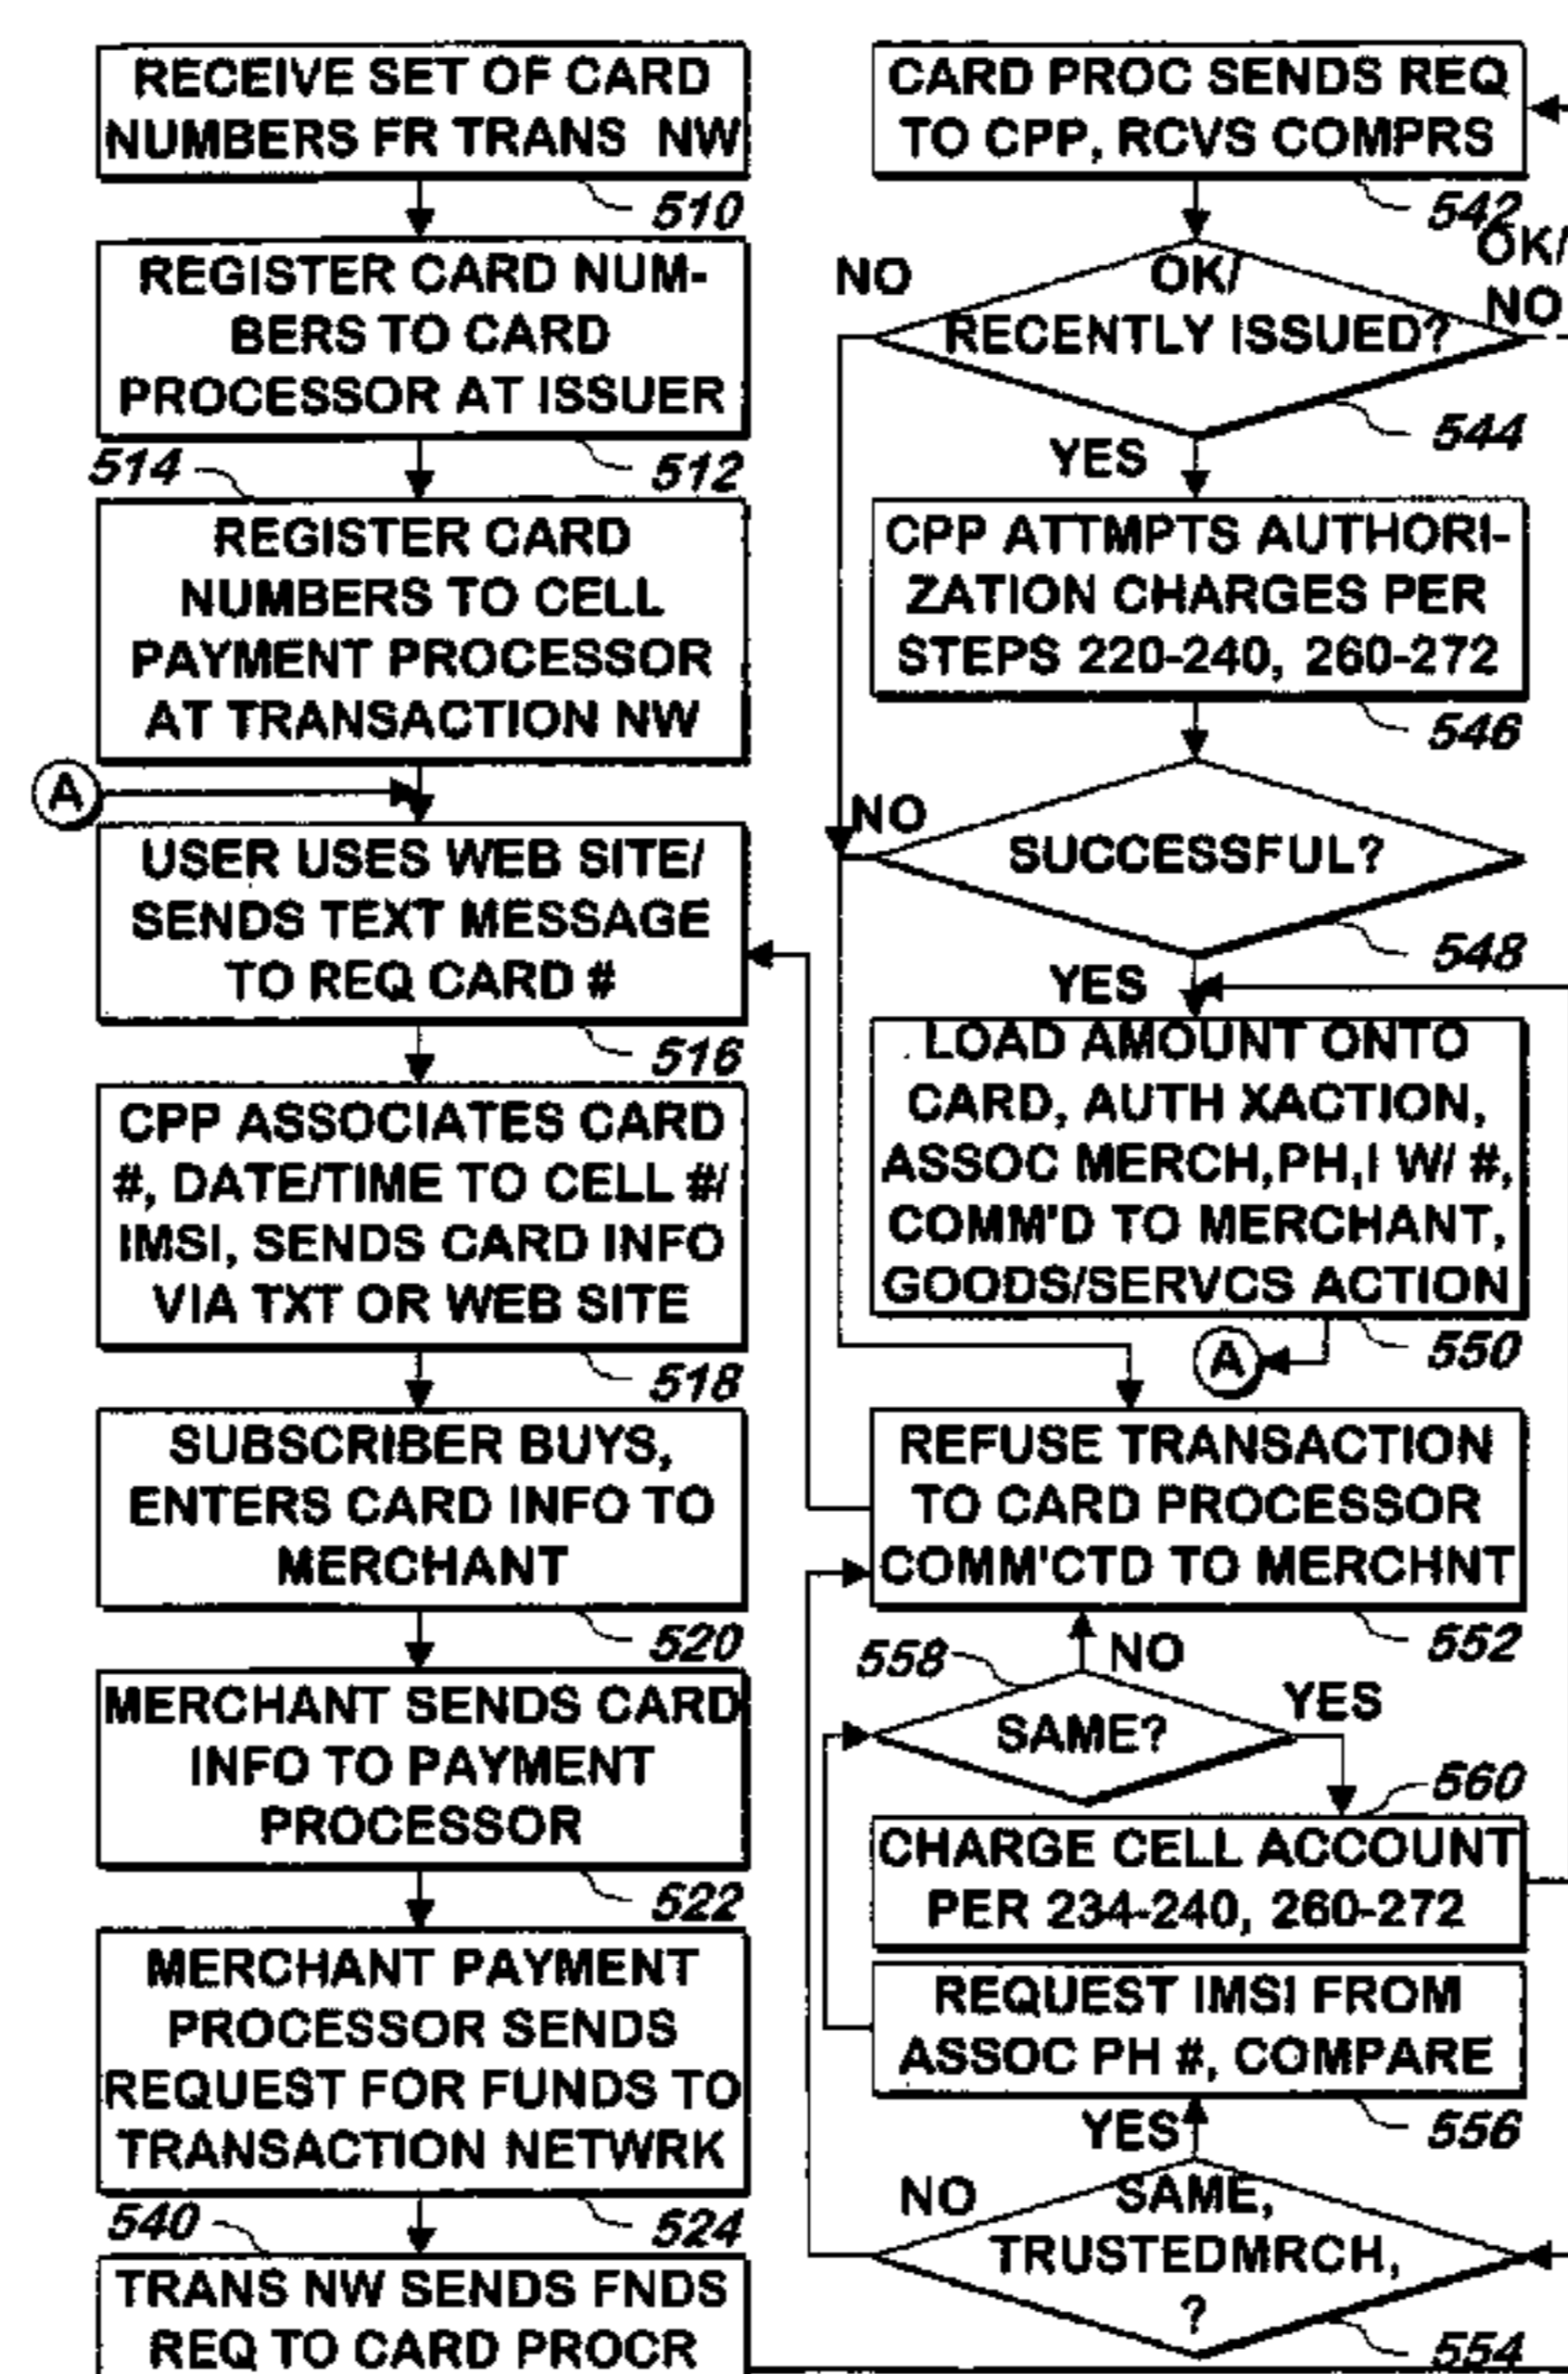 RECEIVE SET OF CARD
NUMBERS FR TRANS NW
510
REGISTER CARD NUM-
BERS TO CARD
PROCESSOR AT ISSUER
512
514
REGISTER CARD
NUMBERS TO CELL
PAYMENT PROCESSOR
AT TRANSACTION NW
A
USER USES WEB SITE/
SENDS TEXT MESSAGE
TO REQ CARD #
516
CPP ASSOCIATES CARD
#, DATE/TIME TO CELL #/
IMSI, SENDS CARD INFO
VIA TXT OR WEB SITE
518
SUBSCRIBER BUYS,
ENTERS CARD INFO TO
MERCHANT
520
MERCHANT SENDS CARD
INFO TO PAYMENT
PROCESSOR
522
MERCHANT PAYMENT
PROCESSOR SENDS
REQUEST FOR FUNDS TO
TRANSACTION NETWRK
524
540
TRANS NW SENDS FNDS
REQ TO CARD PROCR
CARD PROC SENDS REQ
TO CPP, RCVS COMPRS
542
OK/
NO
NO
OK/
RECENTLY ISSUED?
544
YES
CPP ATTMPTS AUTHORI-
ZATION CHARGES PER
STEPS 220-240, 260-272
546
NO
SUCCESSFUL?
548
YES
LOAD AMOUNT ONTO
CARD, AUTH XACTION,
ASSOC MERCH,PH,I W/ #,
COMM'D TO MERCHANT,
GOODS/SERVCS ACTION
550
A
REFUSE TRANSACTION
TO CARD PROCESSOR
COMM'CTD TO MERCHNT
552
558
NO
SAME?
YES
560
CHARGE CELL ACCOUNT
PER 234-240, 260-272
REQUEST IMSI FROM
ASSOC PH #, COMPARE
556
YES
NO
SAME,
TRUSTEDMRCH,
?
554